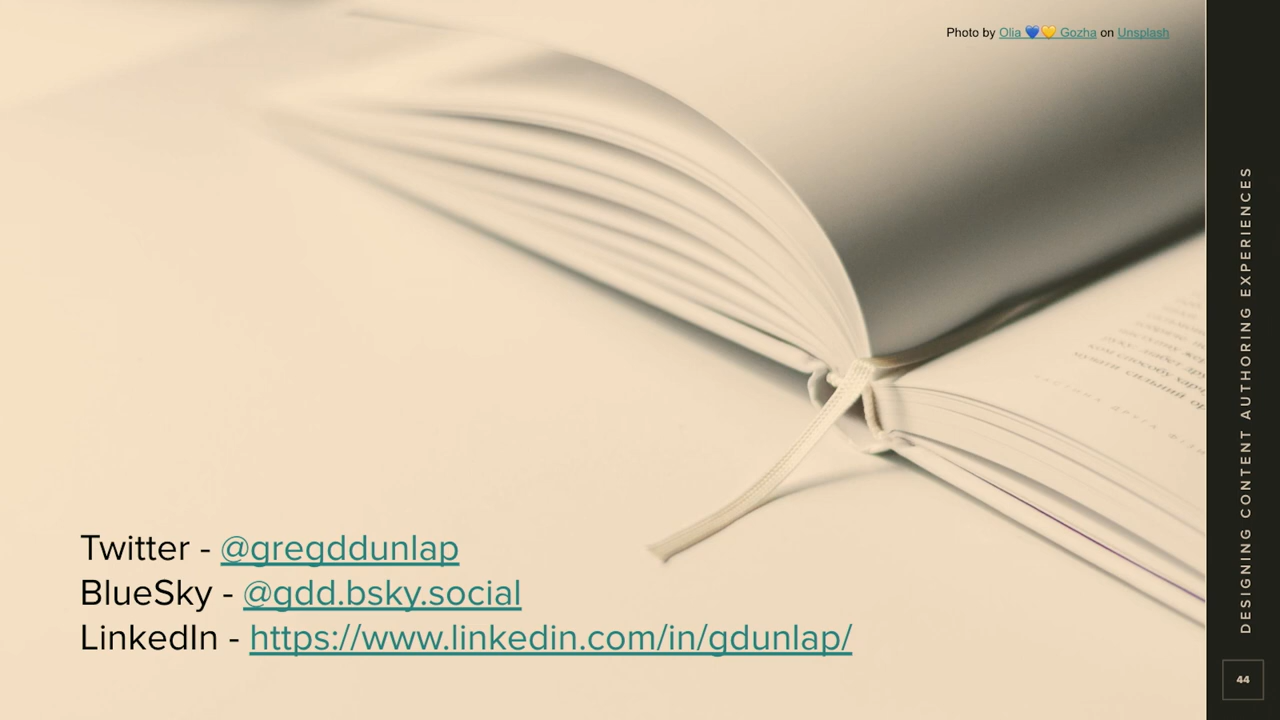 Photo by Olia 💙💛 Gozha on Unsplash
Twitter - @gregddunlap
BlueSky - @gdd.bsky.social
LinkedIn - https://www.linkedin.com/in/gdunlap/
DESIGNING CONTENT AUTHORING EXPERIENCES
44